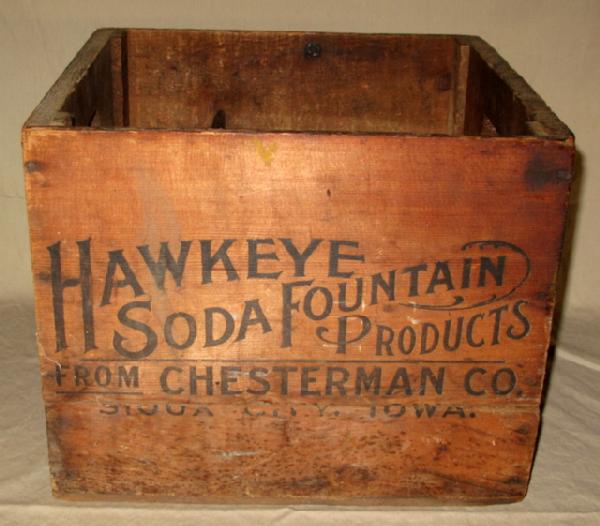 HAWKEYE
SODA FOUNTAIN
PRODUCTS
FROM CHESTERMAN CO.
SIOUX CITY, IOWA.